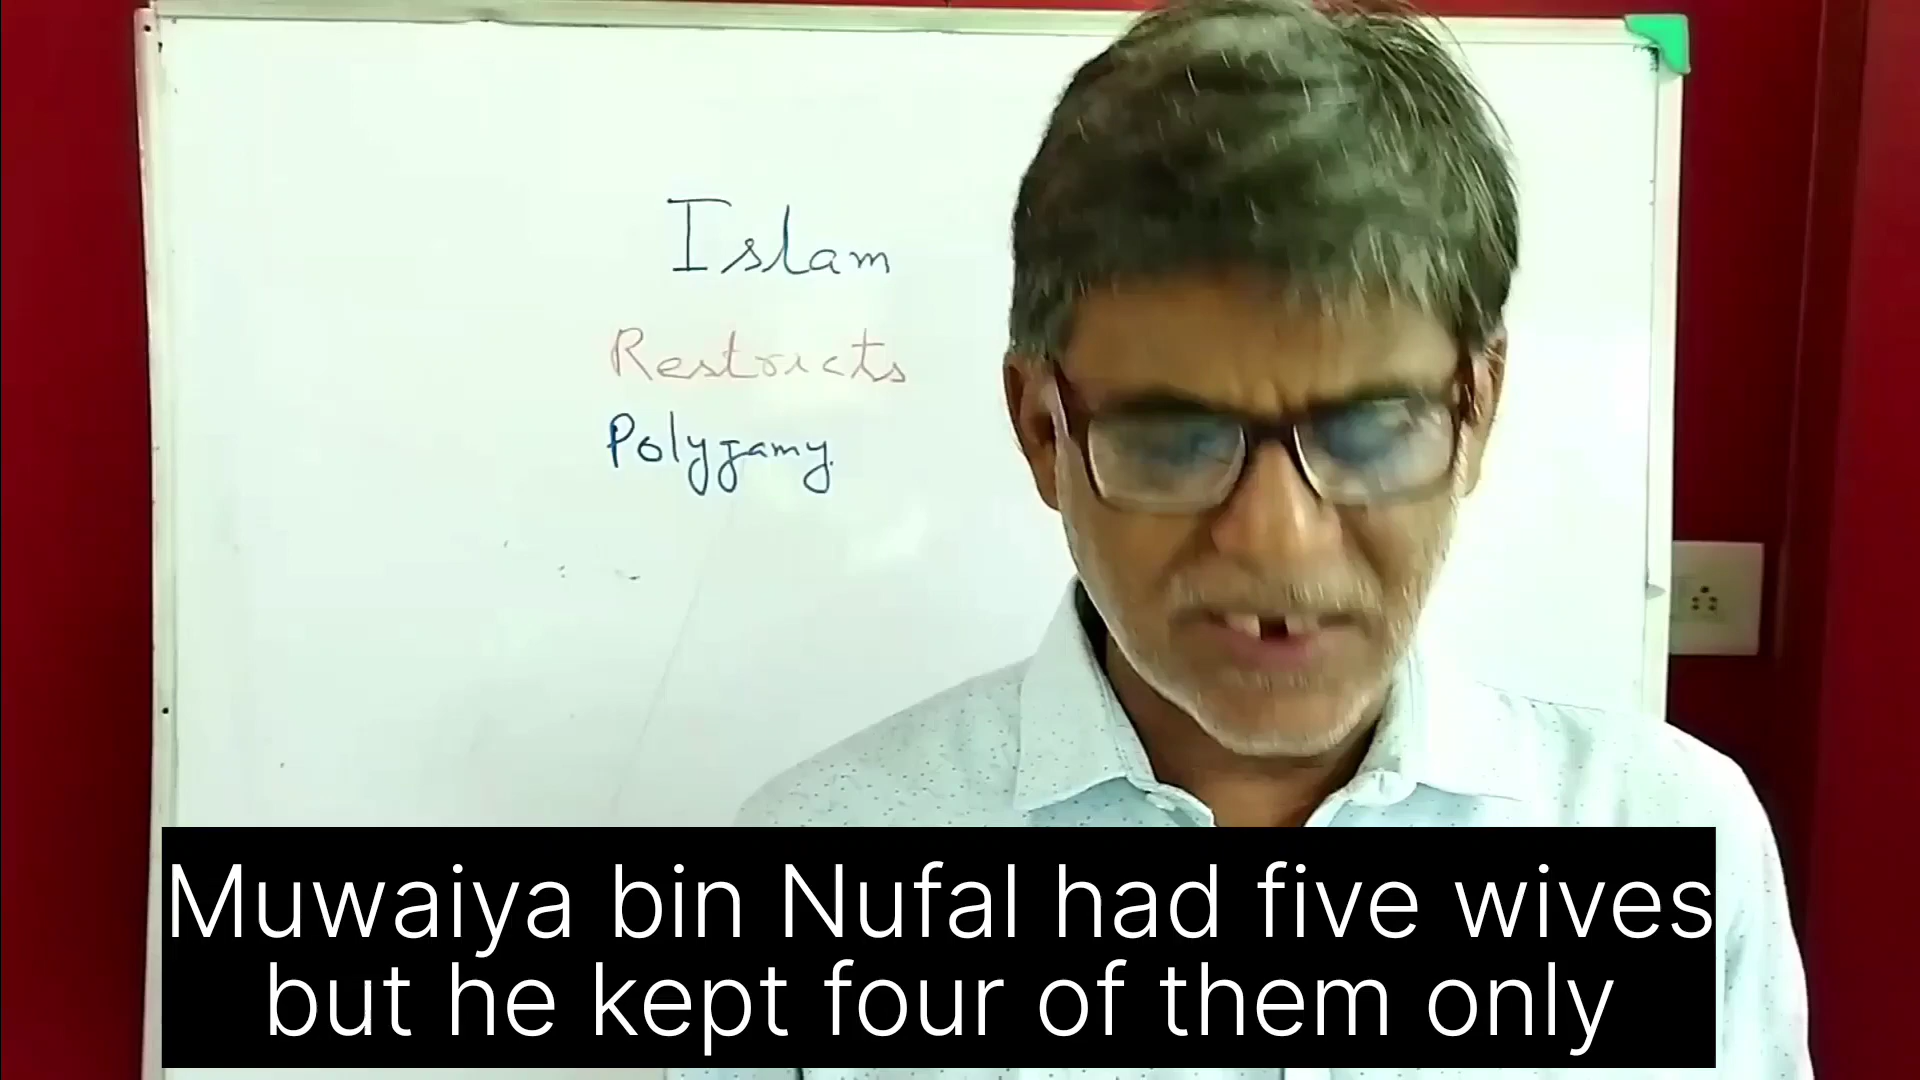 Islam
Restricts
Polygamy
Muwaiya bin Nufal had five wives
but he kept four of them only